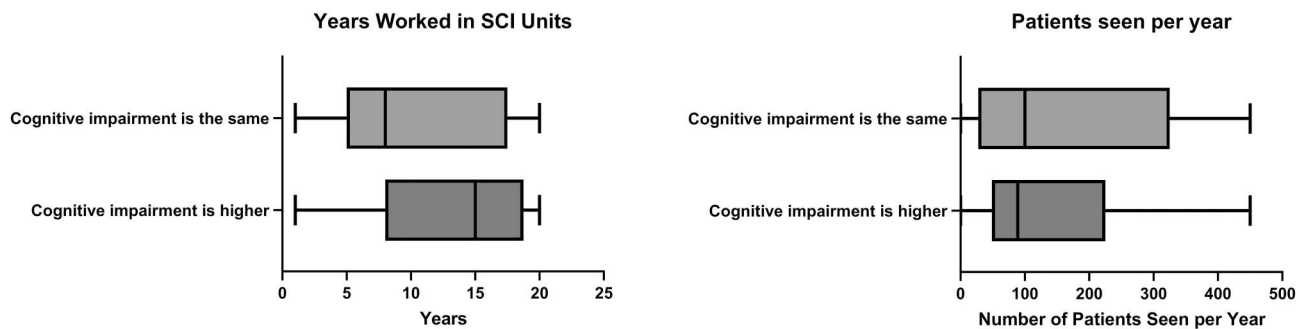 Years Worked in SCI Units
Cognitive impairment is the same
Cognitive impairment is higher
0 5 10 15 20 25
Years
Patients seen per year
Cognitive impairment is the same
Cognitive impairment is higher
0 100 200 300 400 500
Number of Patients Seen per Year